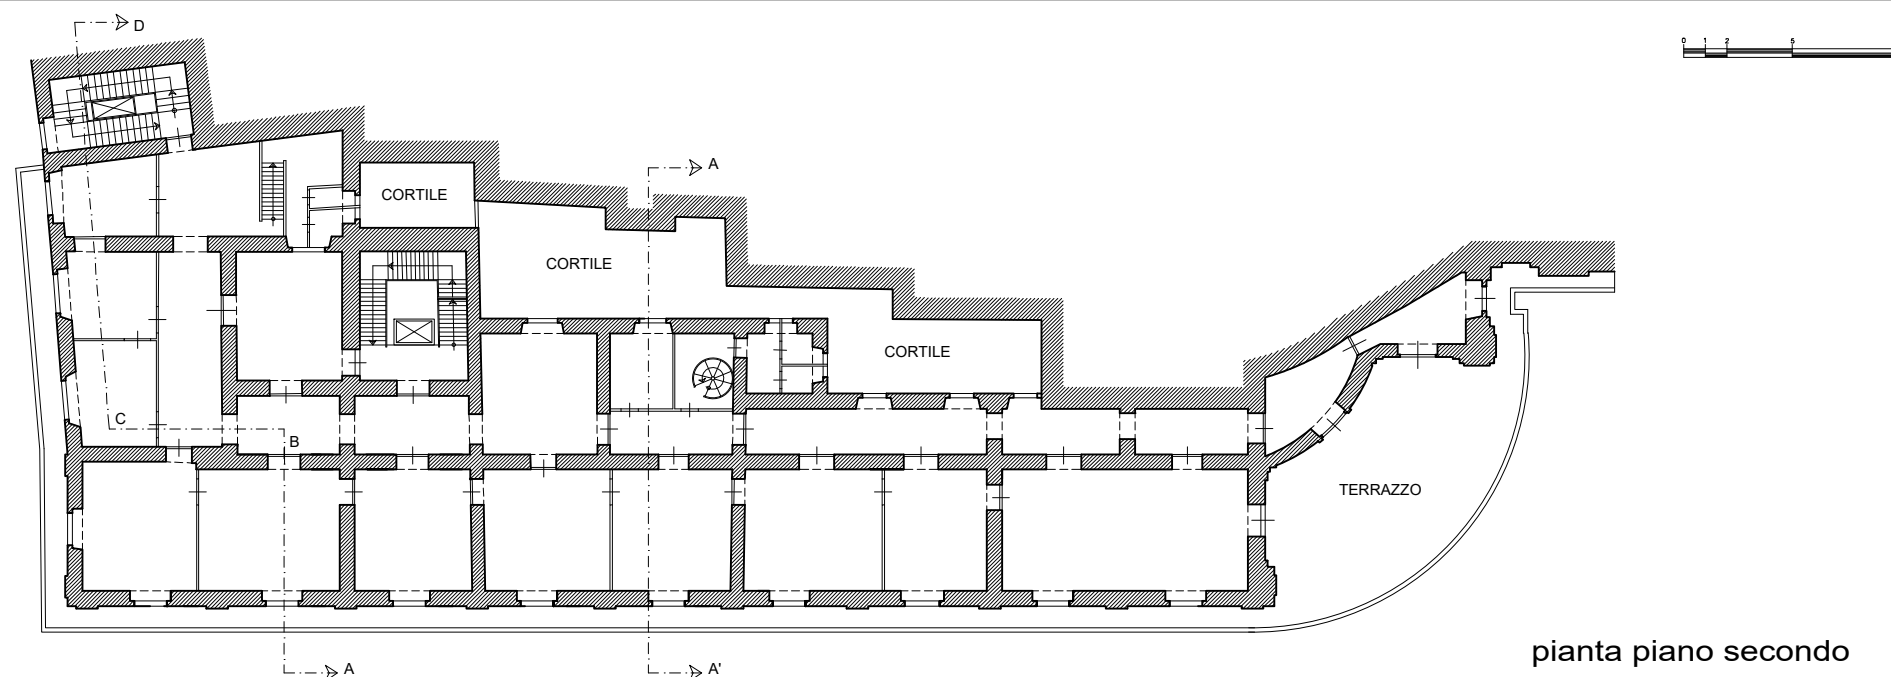 D
0 1 2 5
A
CORTILE
CORTILE
CORTILE
C
B
TERRAZZO
A
A'
pianta piano secondo